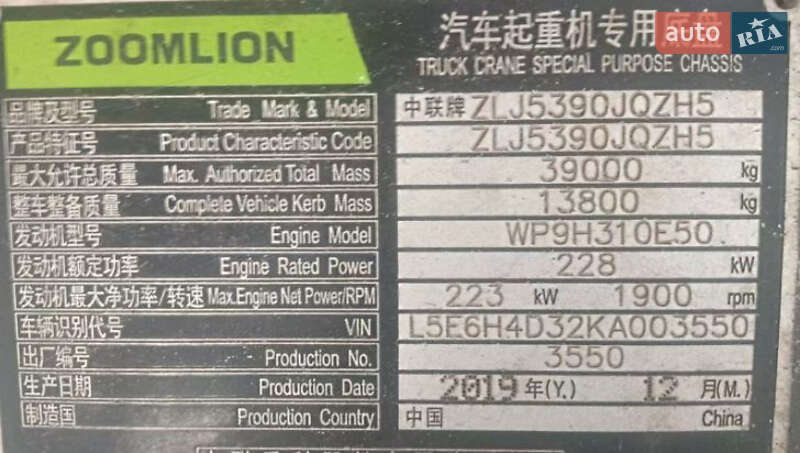 ZOOMLION
汽车起重机专用底盘
auto RIA .com
TRUCK CRANE SPECIAL PURPOSE CHASSIS
品牌及型号 Trade Mark & Model 中联牌 ZLJ5390JQZH5
产品特征号 Product Characteristic Code ZLJ5390JQZH5
最大允许总质量 Max. Authorized Total Mass 39000 kg
整车整备质量 Complete Vehicle Kerb Mass 13800 kg
发动机型号 Engine Model WP9H310E50
发动机额定功率 Engine Rated Power 228 kW
发动机最大净功率/转速 Max.Engine Net Power/RPM 223 kW 1900 rpm
车辆识别代号 VIN L5E6H4D32KA003550
出厂编号 Production No. 3550
生产日期 Production Date 2019 年(Y.) 12 月(M.)
制造国 Production Country 中国 China